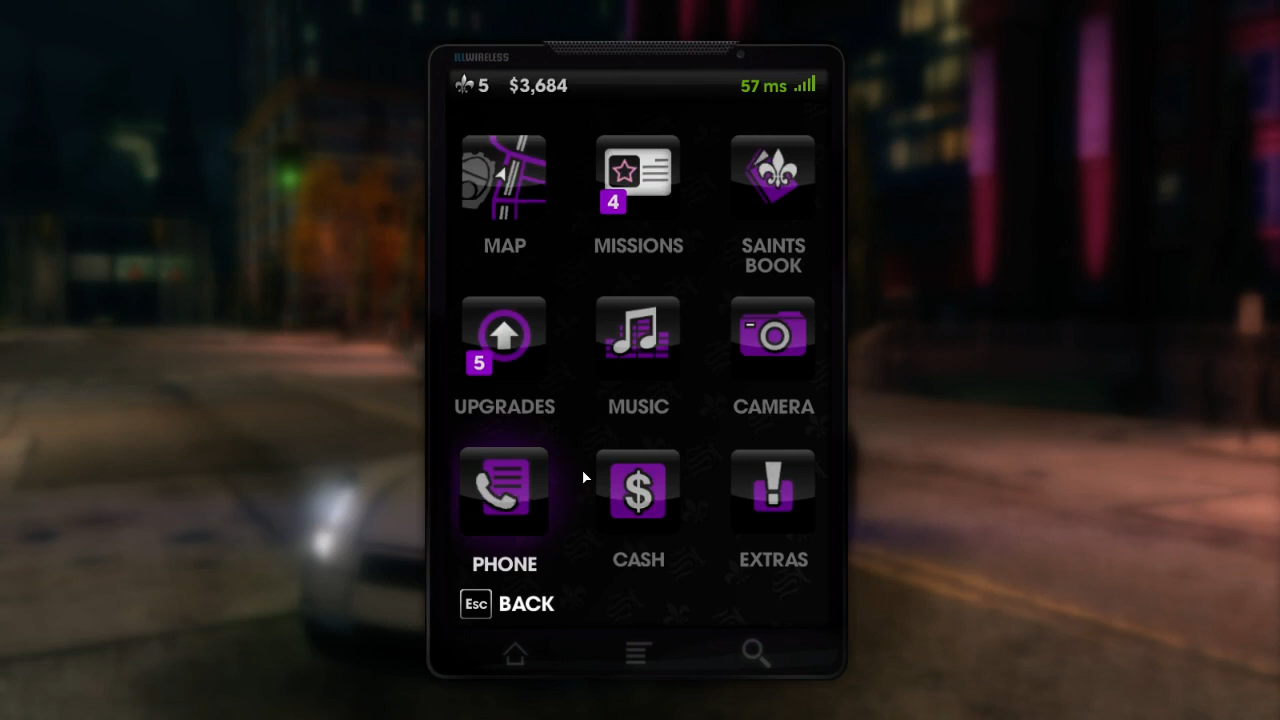 ILLWIRELESS
5 $3,684 57 ms
MAP
4
MISSIONS
SAINTS
BOOK
5
UPGRADES
MUSIC
CAMERA
$
!
PHONE
CASH
EXTRAS
Esc BACK